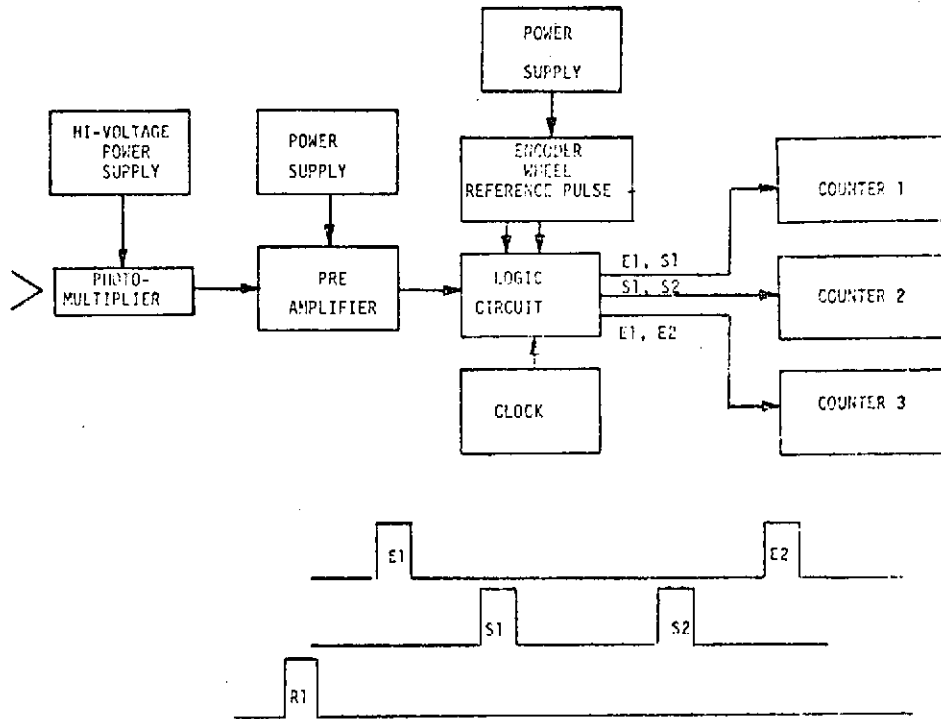 POWER
SUPPLY
HI-VOLTAGE
POWER
SUPPLY
POWER
SUPPLY
ENCODER
WHEEL
REFERENCE PULSE
COUNTER 1
PHOTO-
MULTIPLIER
PRE
AMPLIFIER
LOGIC
CIRCUIT
E1, S1
S1, S2
E1, E2
COUNTER 2
CLOCK
COUNTER 3
E1
E2
S1
S2
R1